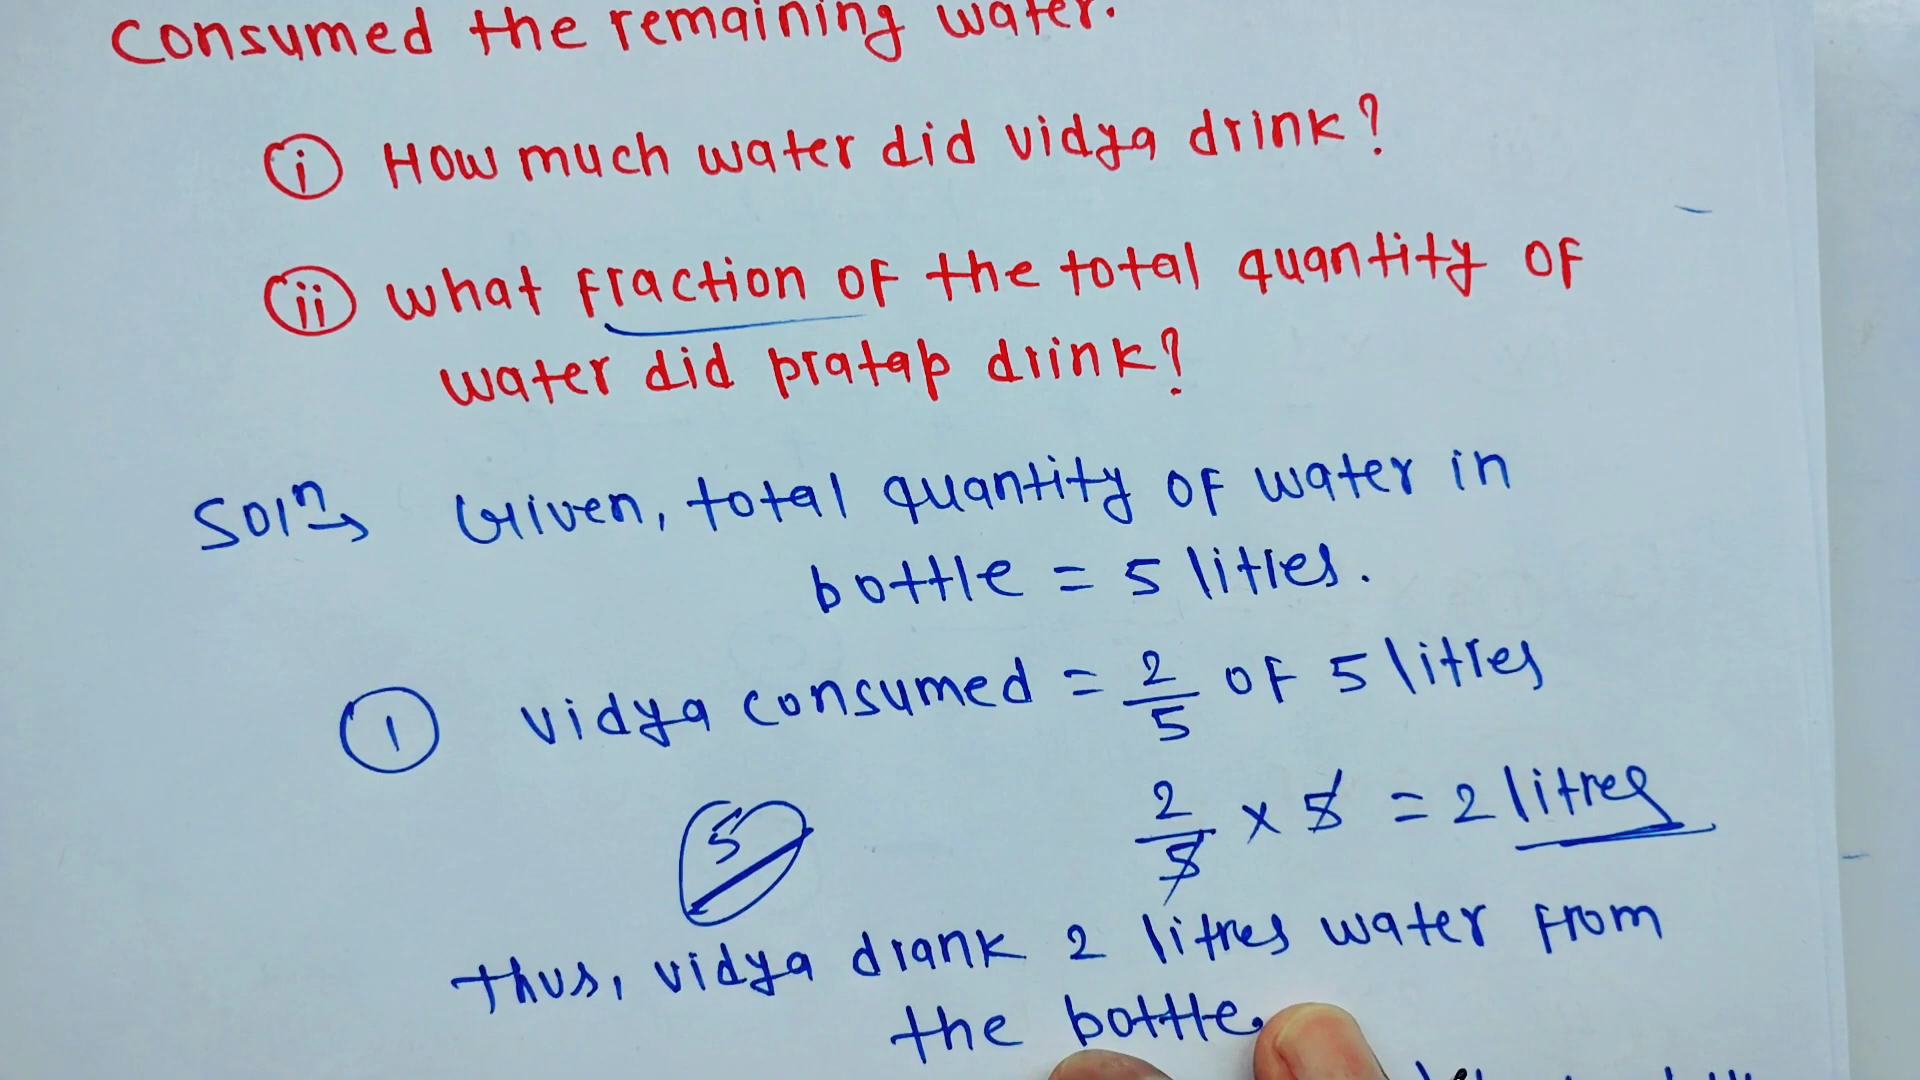 Consumed the remaining water.
(i) How much water did vidya drink?
(ii) what fraction of the total quantity of
water did pratap drink?
Soln→ Given, total quantity of water in
bottle = 5 litres.
(1) vidya consumed = 2/5 of 5 litres
2/5 × 5 = 2 litres
5
thus, vidya drank 2 litres water from
the bottle.